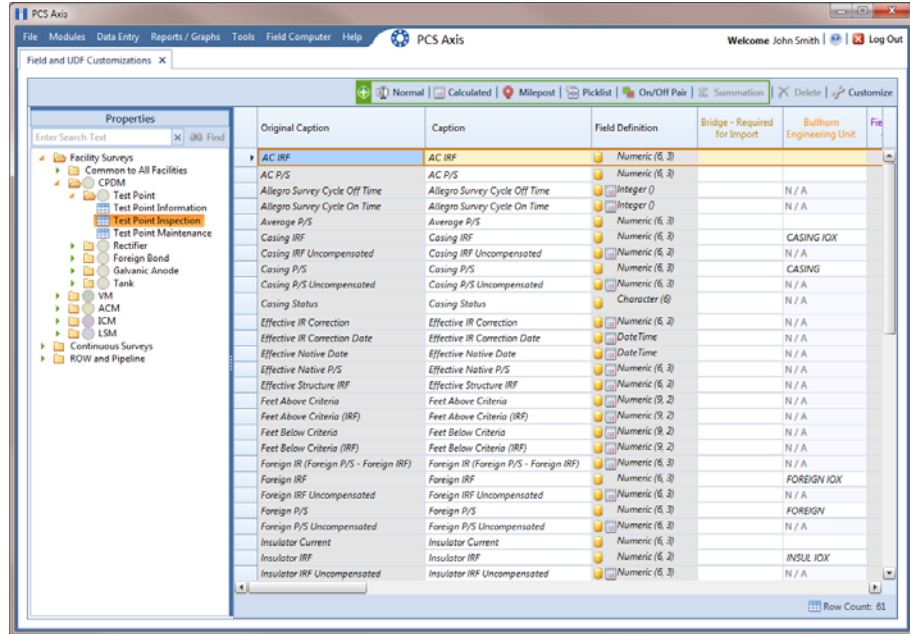 PCS Axis
File Modules Data Entry Reports / Graphs Tools Field Computer Help PCS Axis Welcome John Smith | Log Out
Field and UDF Customizations X
Normal | Calculated | Milepost | Picklist | On/Off Pair | Summation | Delete | Customize
Properties
Enter Search Text Find
Facility Surveys
Common to All Facilities
CPDM
Test Point
Test Point Information
Test Point Inspection
Test Point Maintenance
Rectifier
Foreign Bond
Galvanic Anode
Tank
VM
ACM
ICM
LSM
Continuous Surveys
ROW and Pipeline
Original Caption Caption Field Definition Bridge - Required for Import Bullhorn Engineering Unit Fie
AC IRF AC IRF Numeric (6, 3)
AC P/S AC P/S Numeric (6, 3)
Allegro Survey Cycle Off Time Allegro Survey Cycle Off Time Integer () N / A
Allegro Survey Cycle On Time Allegro Survey Cycle On Time Integer () N / A
Average P/S Average P/S Numeric (6, 3)
Casing IRF Casing IRF Numeric (6, 3) CASING IOX
Casing IRF Uncompensated Casing IRF Uncompensated Numeric (6, 3) N / A
Casing P/S Casing P/S Numeric (6, 3) CASING
Casing P/S Uncompensated Casing P/S Uncompensated Numeric (6, 3) N / A
Casing Status Casing Status Character (6) N / A
Effective IR Correction Effective IR Correction Numeric (6, 3) N / A
Effective IR Correction Date Effective IR Correction Date DateTime N / A
Effective Native Date Effective Native Date DateTime N / A
Effective Native P/S Effective Native P/S Numeric (6, 3) N / A
Effective Structure IRF Effective Structure IRF Numeric (6, 3) N / A
Feet Above Criteria Feet Above Criteria Numeric (9, 2) N / A
Feet Above Criteria (IRF) Feet Above Criteria (IRF) Numeric (9, 2) N / A
Feet Below Criteria Feet Below Criteria Numeric (9, 2) N / A
Feet Below Criteria (IRF) Feet Below Criteria (IRF) Numeric (9, 2) N / A
Foreign IR (Foreign P/S - Foreign IRF) Foreign IR (Foreign P/S - Foreign IRF) Numeric (6, 3) N / A
Foreign IRF Foreign IRF Numeric (6, 3) FOREIGN IOX
Foreign IRF Uncompensated Foreign IRF Uncompensated Numeric (6, 3) N / A
Foreign P/S Foreign P/S Numeric (6, 3) FOREIGN
Foreign P/S Uncompensated Foreign P/S Uncompensated Numeric (6, 3) N / A
Insulator Current Insulator Current Numeric (6, 3)
Insulator IRF Insulator IRF Numeric (6, 3) INSUL IOX
Insulator IRF Uncompensated Insulator IRF Uncompensated Numeric (6, 3) N / A
Row Count: 61